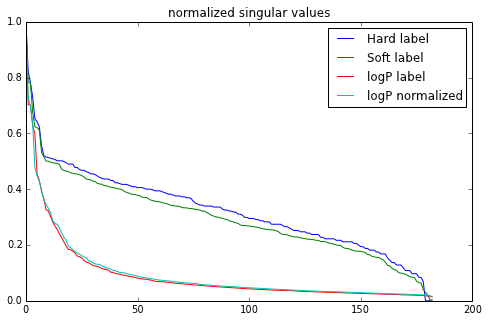 normalized singular values
Hard label
Soft label
logP label
logP normalized
1.0
0.8
0.6
0.4
0.2
0.0
0 50 100 150 200